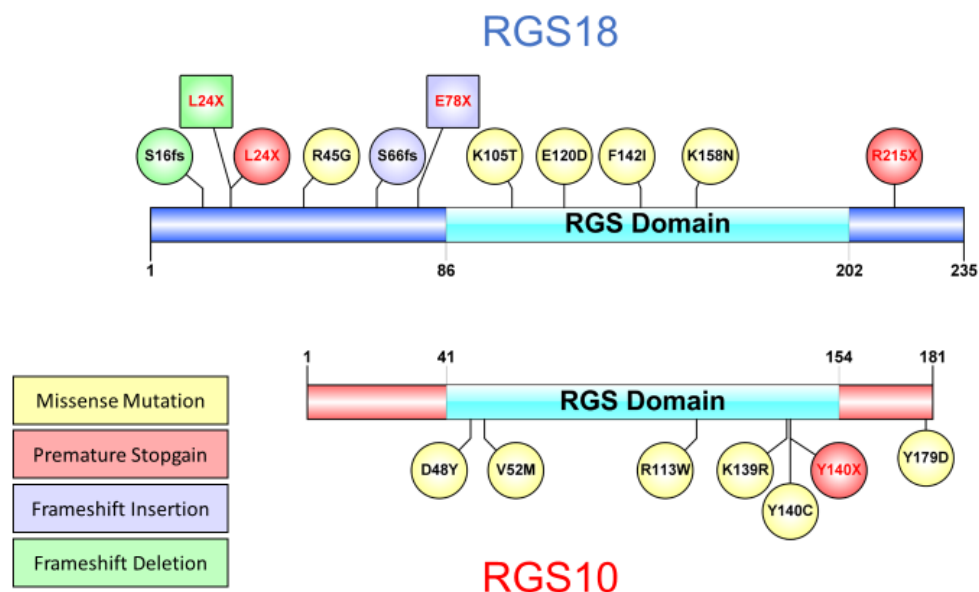 RGS18
L24X
E78X
S16fs
L24X
R45G
S66fs
K105T
E120D
F142I
K158N
R215X
RGS Domain
1
86
202
235
1
41
154
181
RGS Domain
Missense Mutation
Premature Stopgain
Frameshift Insertion
Frameshift Deletion
D48Y
V52M
R113W
K139R
Y140X
Y179D
Y140C
RGS10